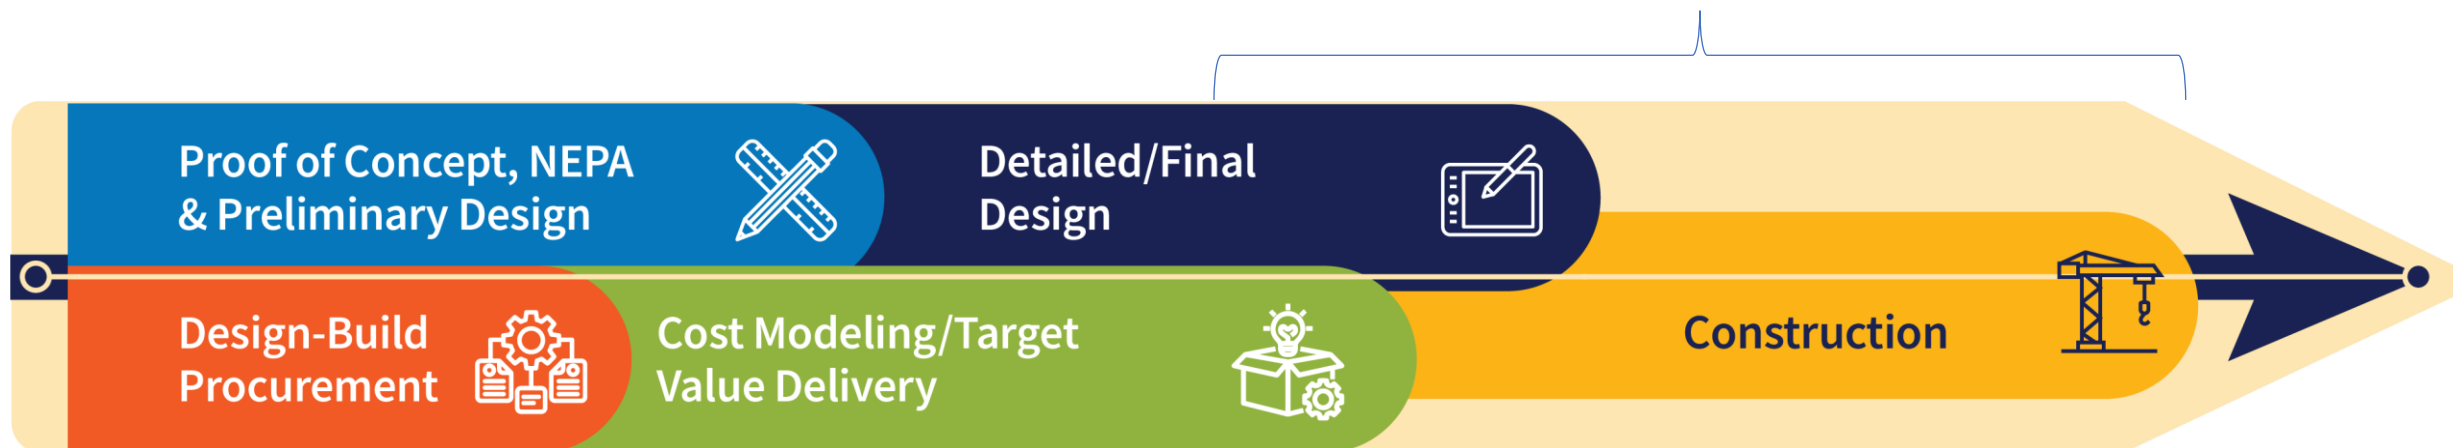 Proof of Concept, NEPA
& Preliminary Design
Detailed/Final
Design
Design-Build
Procurement
Cost Modeling/Target
Value Delivery
Construction